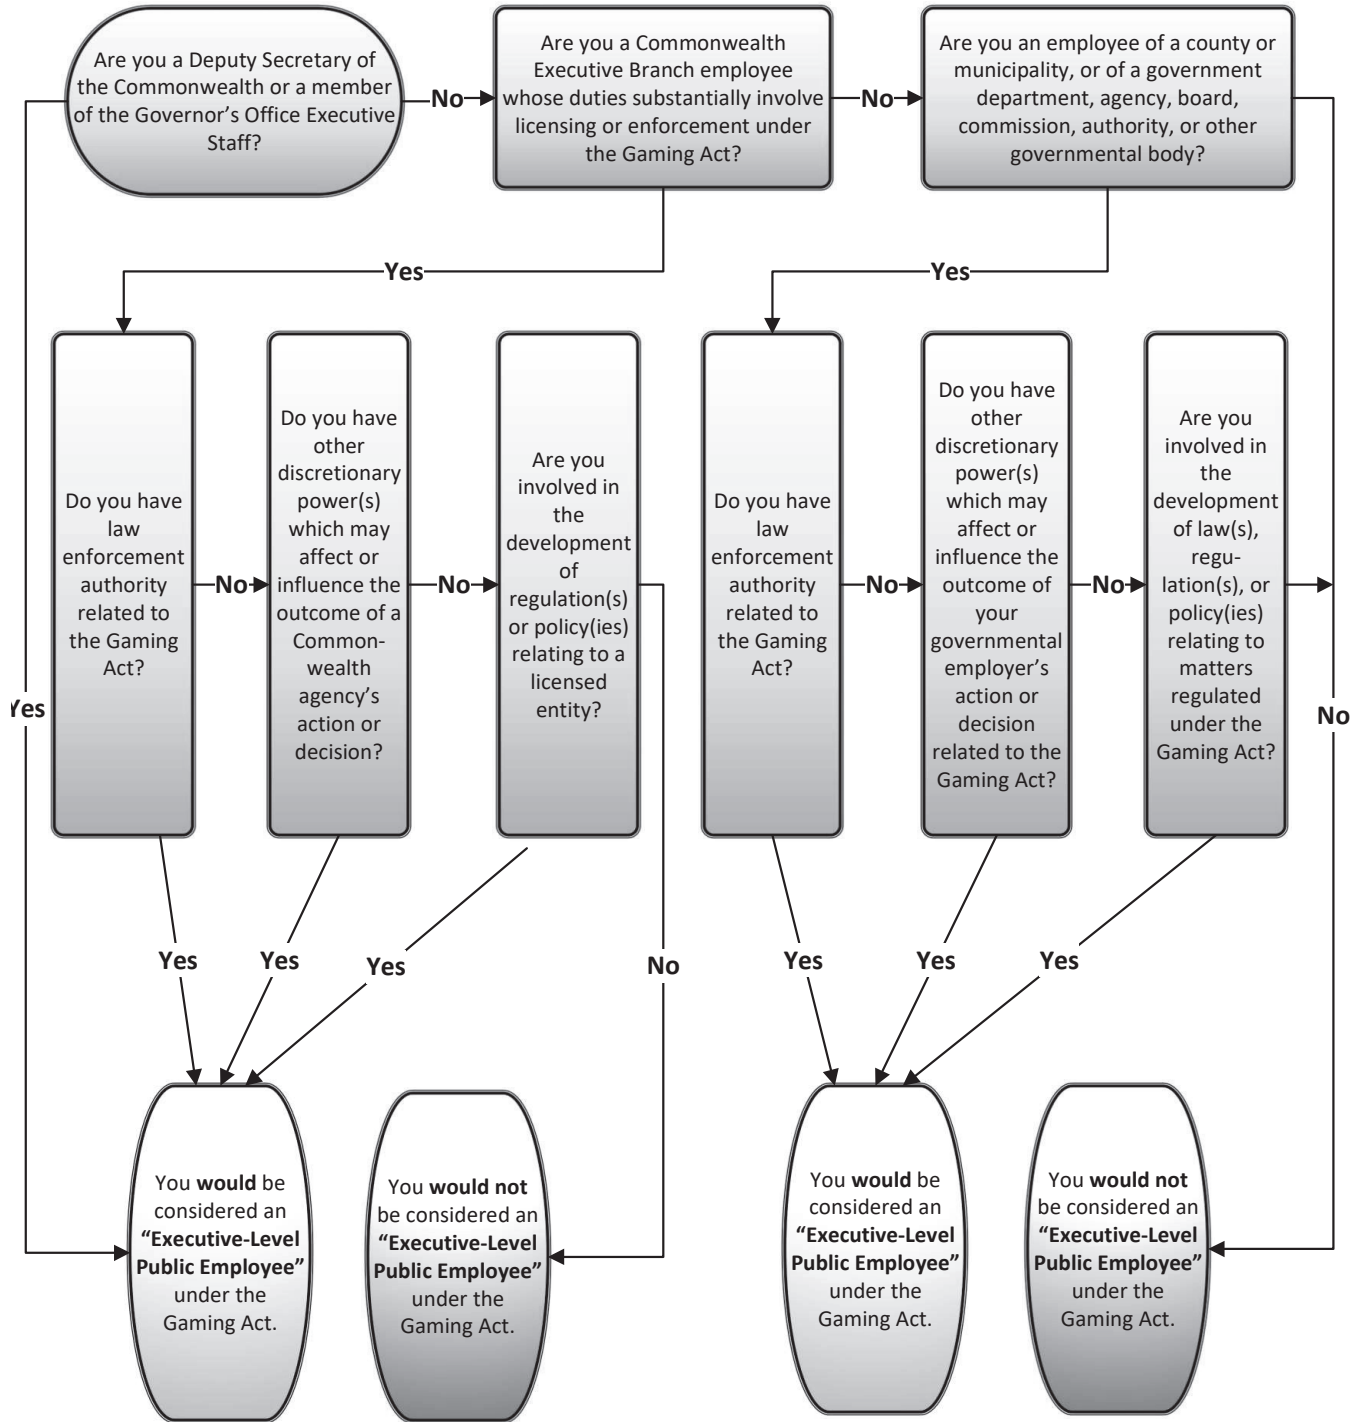 Are you a Deputy Secretary of
the Commonwealth or a member
of the Governor's Office Executive
Staff?
No
Are you a Commonwealth
Executive Branch employee
whose duties substantially involve
licensing or enforcement under
the Gaming Act?
No
Are you an employee of a county or
municipality, or of a government
department, agency, board,
commission, authority, or other
governmental body?
Yes
Yes
Do you have
law
enforcement
authority
related to
the Gaming
Act?
No
Do you have
other
discretionary
power(s)
which may
affect or
influence the
outcome of a
Common-
wealth
agency's
action or
decision?
No
Are you
involved in
the
development
of
regulation(s)
or policy(ies)
relating to a
licensed
entity?
Do you have
law
enforcement
authority
related to
the Gaming
Act?
No
Do you have
other
discretionary
power(s)
which may
affect or
influence the
outcome of
your
governmental
employer's
action or
decision
related to the
Gaming Act?
No
Are you
involved in
the
development
of law(s),
regu-
lation(s), or
policy(ies)
relating to
matters
regulated
under the
Gaming Act?
Yes
No
Yes
Yes
Yes
No
Yes
Yes
Yes
You would be
considered an
“Executive-Level
Public Employee”
under the
Gaming Act.
You would not
be considered an
“Executive-Level
Public Employee”
under the
Gaming Act.
You would be
considered an
“Executive-Level
Public Employee”
under the
Gaming Act.
You would not
be considered an
“Executive-Level
Public Employee”
under the
Gaming Act.